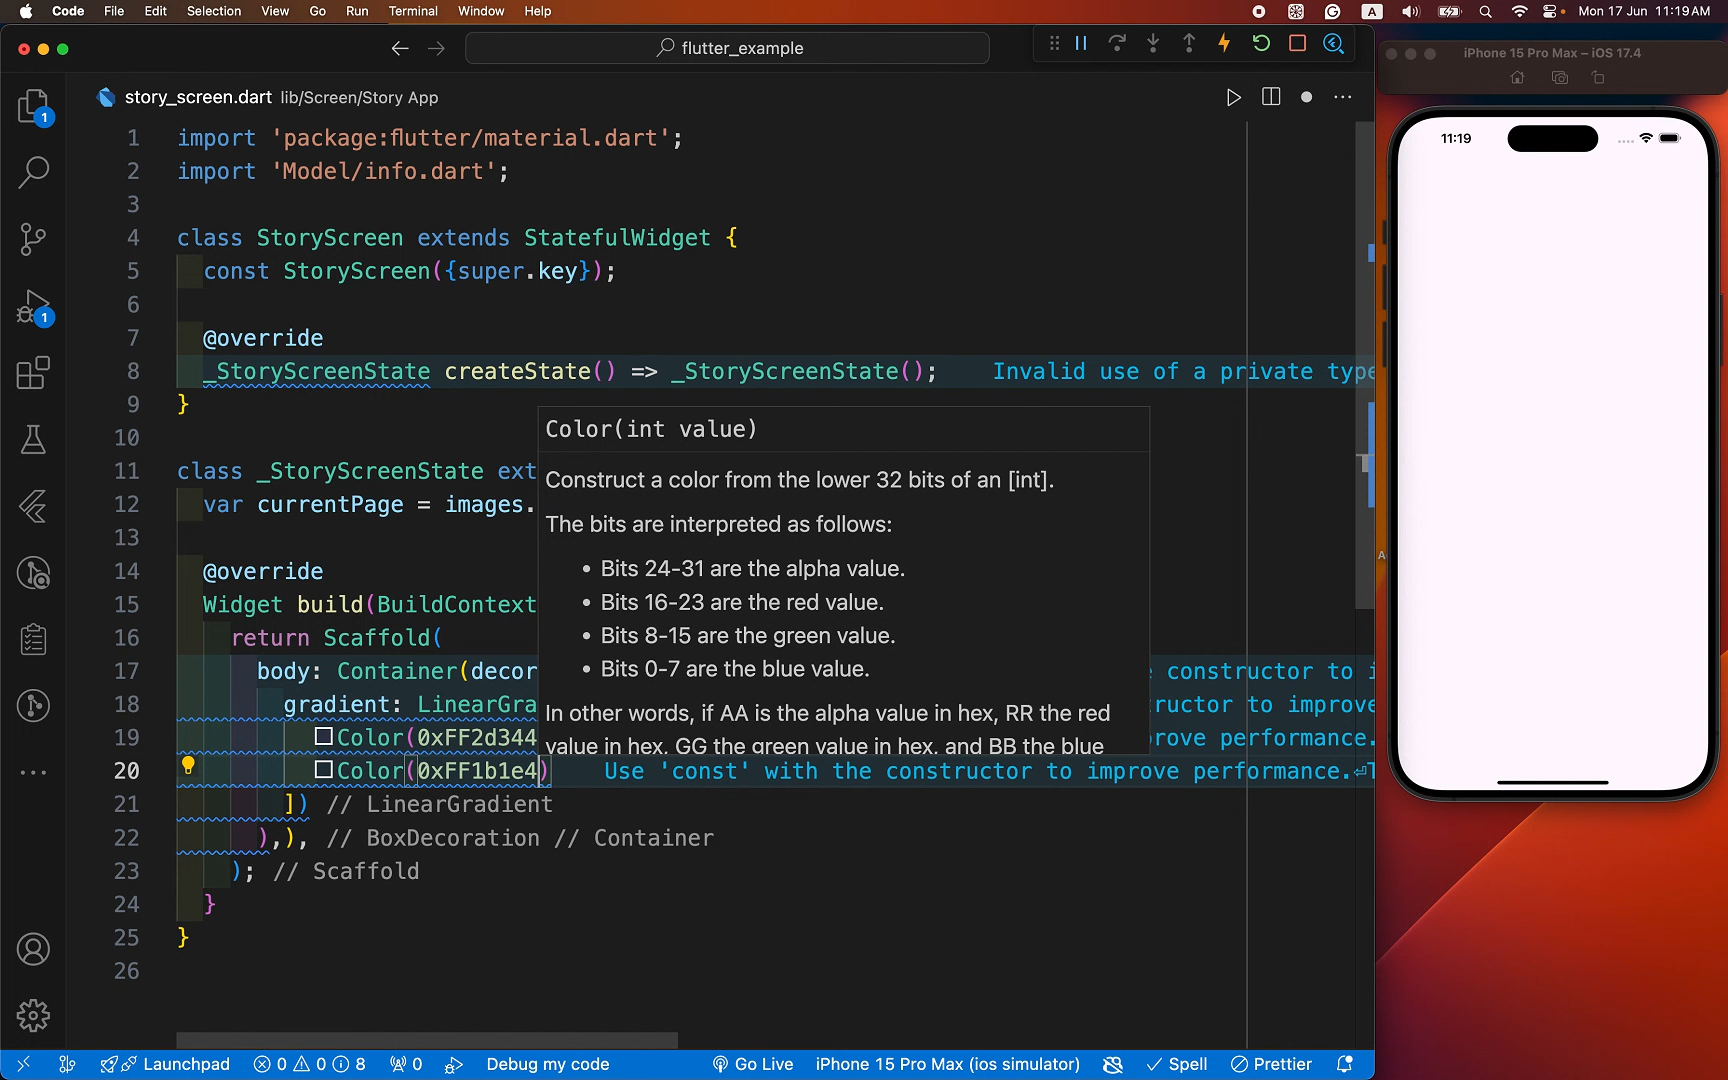 Code File Edit Selection View Go Run Terminal Window Help
A
Mon 17 Jun 11:19 AM
flutter_example
iPhone 15 Pro Max – iOS 17.4
story_screen.dart lib/Screen/Story App
11:19
1 import 'package:flutter/material.dart';
2 import 'Model/info.dart';
3
4 class StoryScreen extends StatefulWidget {
5 const StoryScreen({super.key});
6
7 @override
8 _StoryScreenState createState() => _StoryScreenState(); Invalid use of a private type
9 }
10
11 class _StoryScreenState ext
12 var currentPage = images.
13
14 @override
15 Widget build(BuildContext
16 return Scaffold(
17 body: Container(decor constructor to i
18 gradient: LinearGra ructor to improve
19 Color(0xFF2d344 rove performance.
20 Color(0xFF1b1e4) Use 'const' with the constructor to improve performance.⏎T
21 ]) // LinearGradient
22 ),), // BoxDecoration // Container
23 ); // Scaffold
24 }
25 }
26
Color(int value)
Construct a color from the lower 32 bits of an [int].
The bits are interpreted as follows:
• Bits 24-31 are the alpha value.
• Bits 16-23 are the red value.
• Bits 8-15 are the green value.
• Bits 0-7 are the blue value.
In other words, if AA is the alpha value in hex, RR the red
value in hex, GG the green value in hex, and BB the blue
1
1
A
Launchpad 0 0 8 0 Debug my code Go Live iPhone 15 Pro Max (ios simulator) Spell Prettier